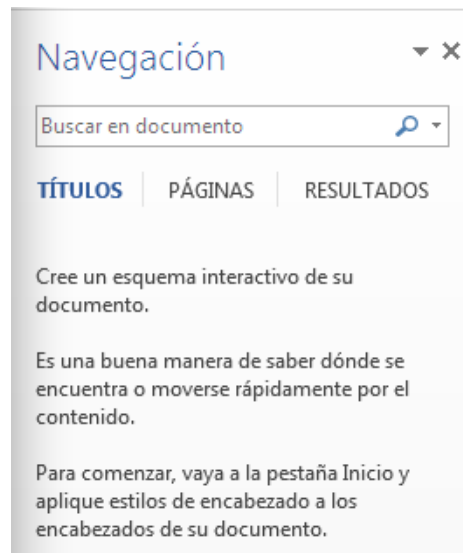 Navegación
Buscar en documento
TÍTULOS PÁGINAS RESULTADOS
Cree un esquema interactivo de su
documento.
Es una buena manera de saber dónde se
encuentra o moverse rápidamente por el
contenido.
Para comenzar, vaya a la pestaña Inicio y
aplique estilos de encabezado a los
encabezados de su documento.